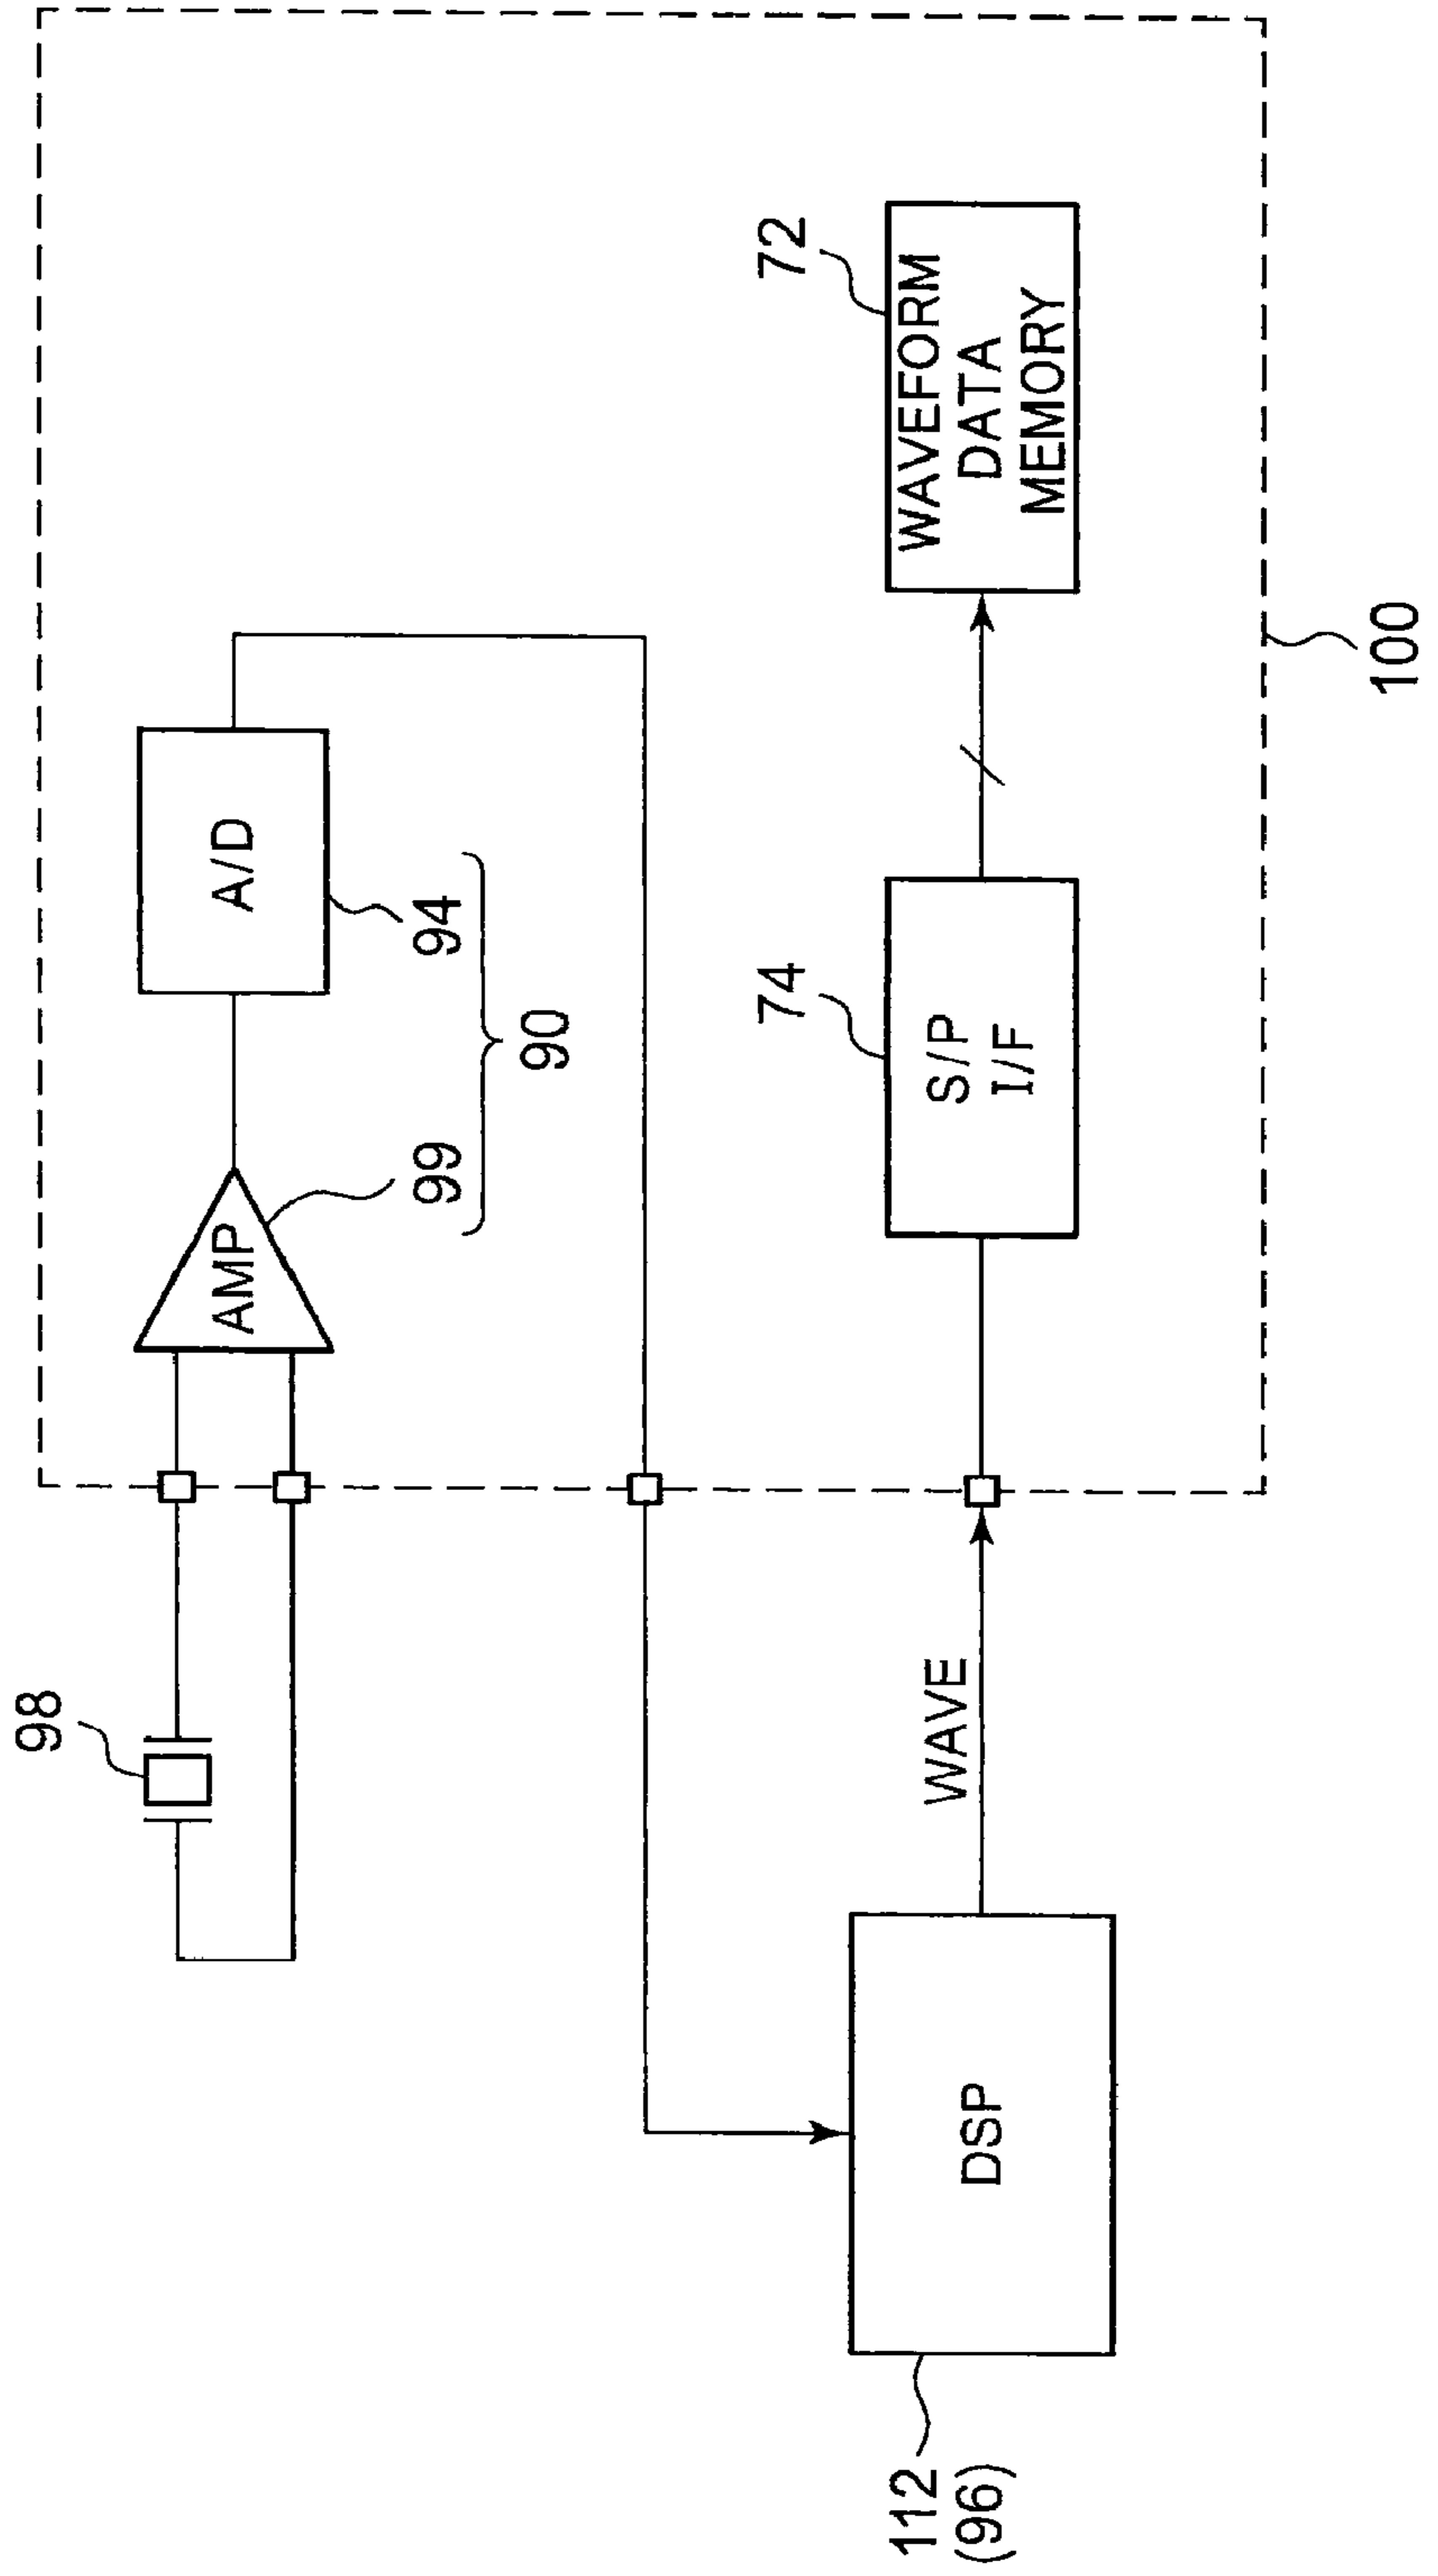 98
AMP
99
A/D
94
90
DSP
112
(96)
WAVE
S/P
I/F
74
WAVEFORM
DATA
MEMORY
72
100